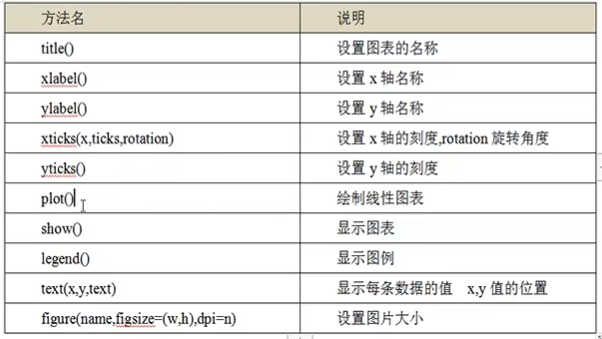 方法名 说明
title() 设置图表的名称
xlabel() 设置 x 轴名称
ylabel() 设置 y 轴名称
xticks(x,ticks,rotation) 设置 x 轴的刻度,rotation 旋转角度
yticks() 设置 y 轴的刻度
plot() 绘制线性图表
show() 显示图表
legend() 显示图例
text(x,y,text) 显示每条数据的值 x,y 值的位置
figure(name,figsize=(w,h),dpi=n) 设置图片大小